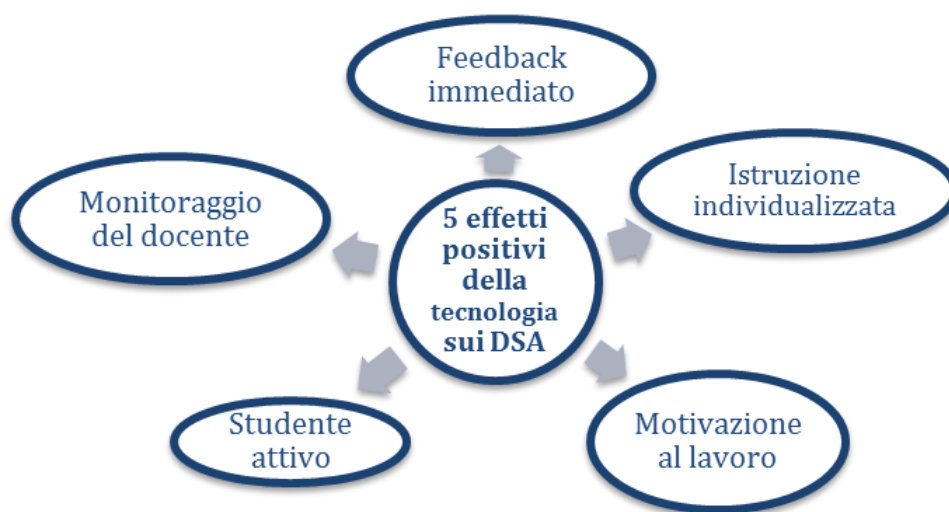 Feedback
immediato
Istruzione
individualizzata
Monitoraggio
del docente
5 effetti
positivi
della
tecnologia
sui DSA
Studente
attivo
Motivazione
al lavoro